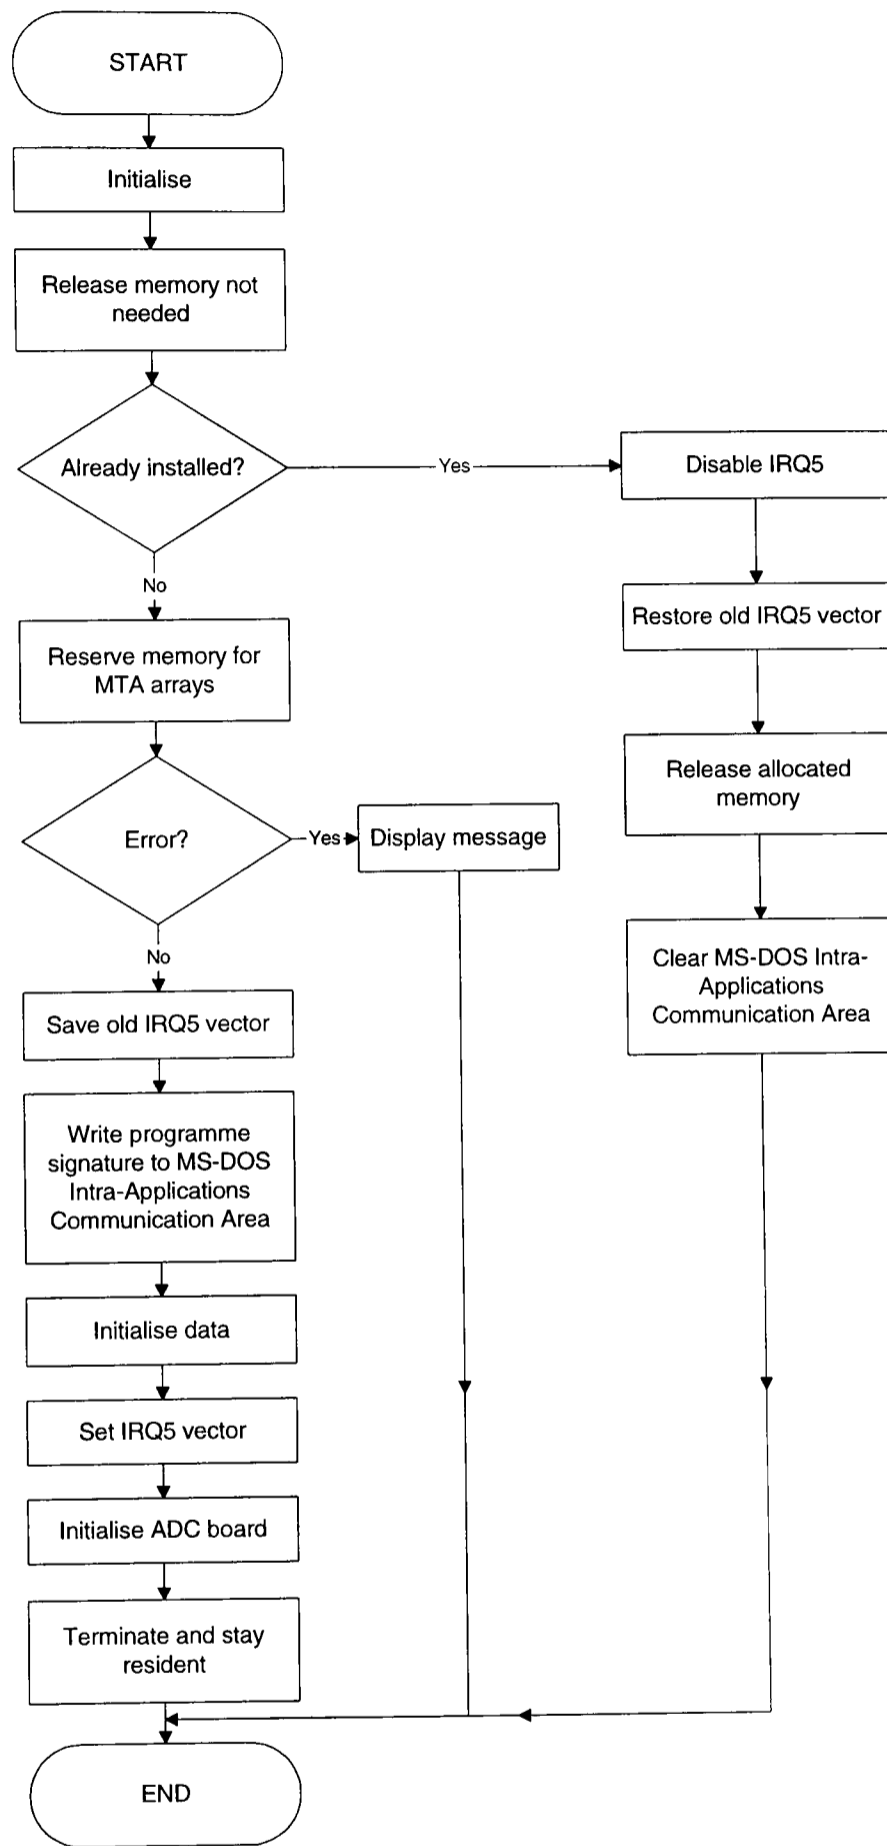 START
Initialise
Release memory not
needed
Already installed?
Yes
Disable IRQ5
No
Restore old IRQ5 vector
Reserve memory for
MTA arrays
Release allocated
memory
Error?
Yes
Display message
No
Clear MS-DOS Intra-
Applications
Communication Area
Save old IRQ5 vector
Write programme
signature to MS-DOS
Intra-Applications
Communication Area
Initialise data
Set IRQ5 vector
Initialise ADC board
Terminate and stay
resident
END